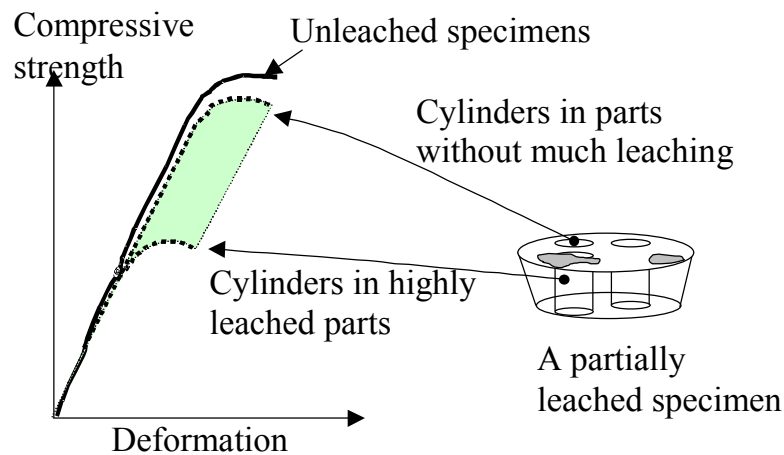 Compressive
strength
Unleached specimens
Cylinders in parts
without much leaching
Cylinders in highly
leached parts
A partially
leached specimen
Deformation